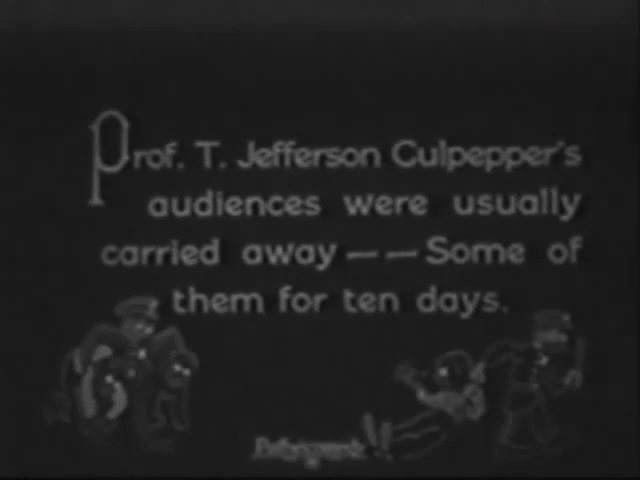 Prof. T. Jefferson Culpepper's
audiences were usually
carried away — — Some of
them for ten days.